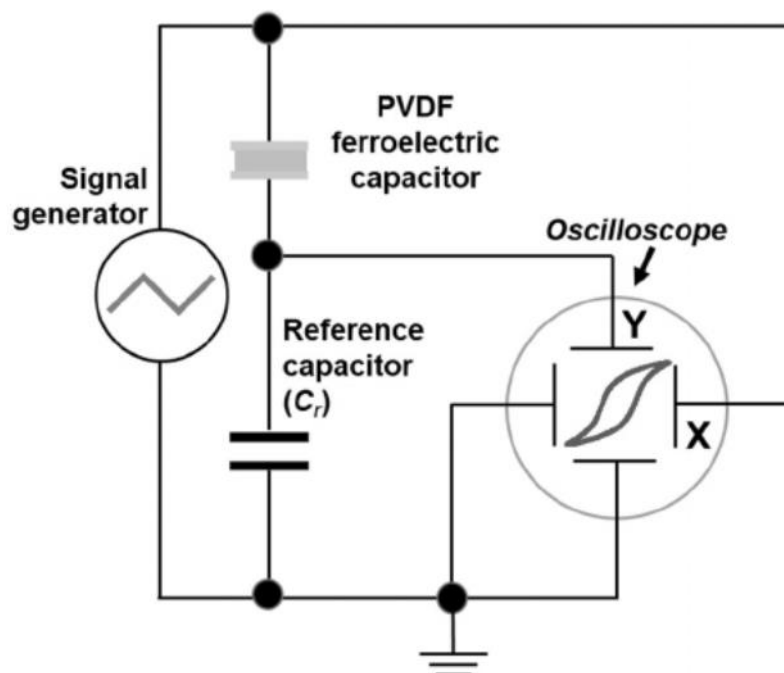 PVDF
ferroelectric
capacitor
Signal
generator
Oscilloscope
Y
Reference
capacitor
(Cr)
X